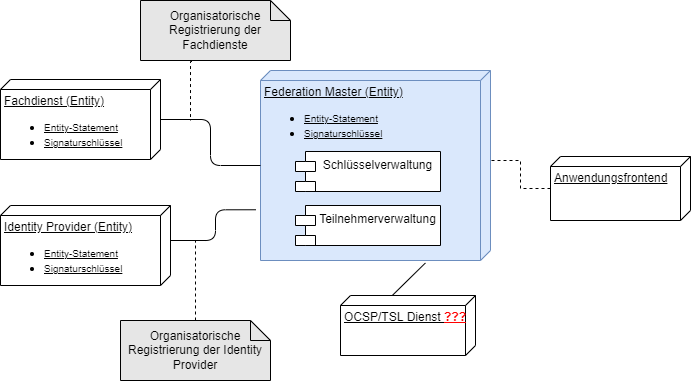 Organisatorische
Registrierung der
Fachdienste
Fachdienst (Entity)
Entity-Statement
Signaturschlüssel
Federation Master (Entity)
Entity-Statement
Signaturschlüssel
Schlüsselverwaltung
Teilnehmerverwaltung
Anwendungsfrontend
Identity Provider (Entity)
Entity-Statement
Signaturschlüssel
OCSP/TSL Dienst ???
Organisatorische
Registrierung der Identity
Provider